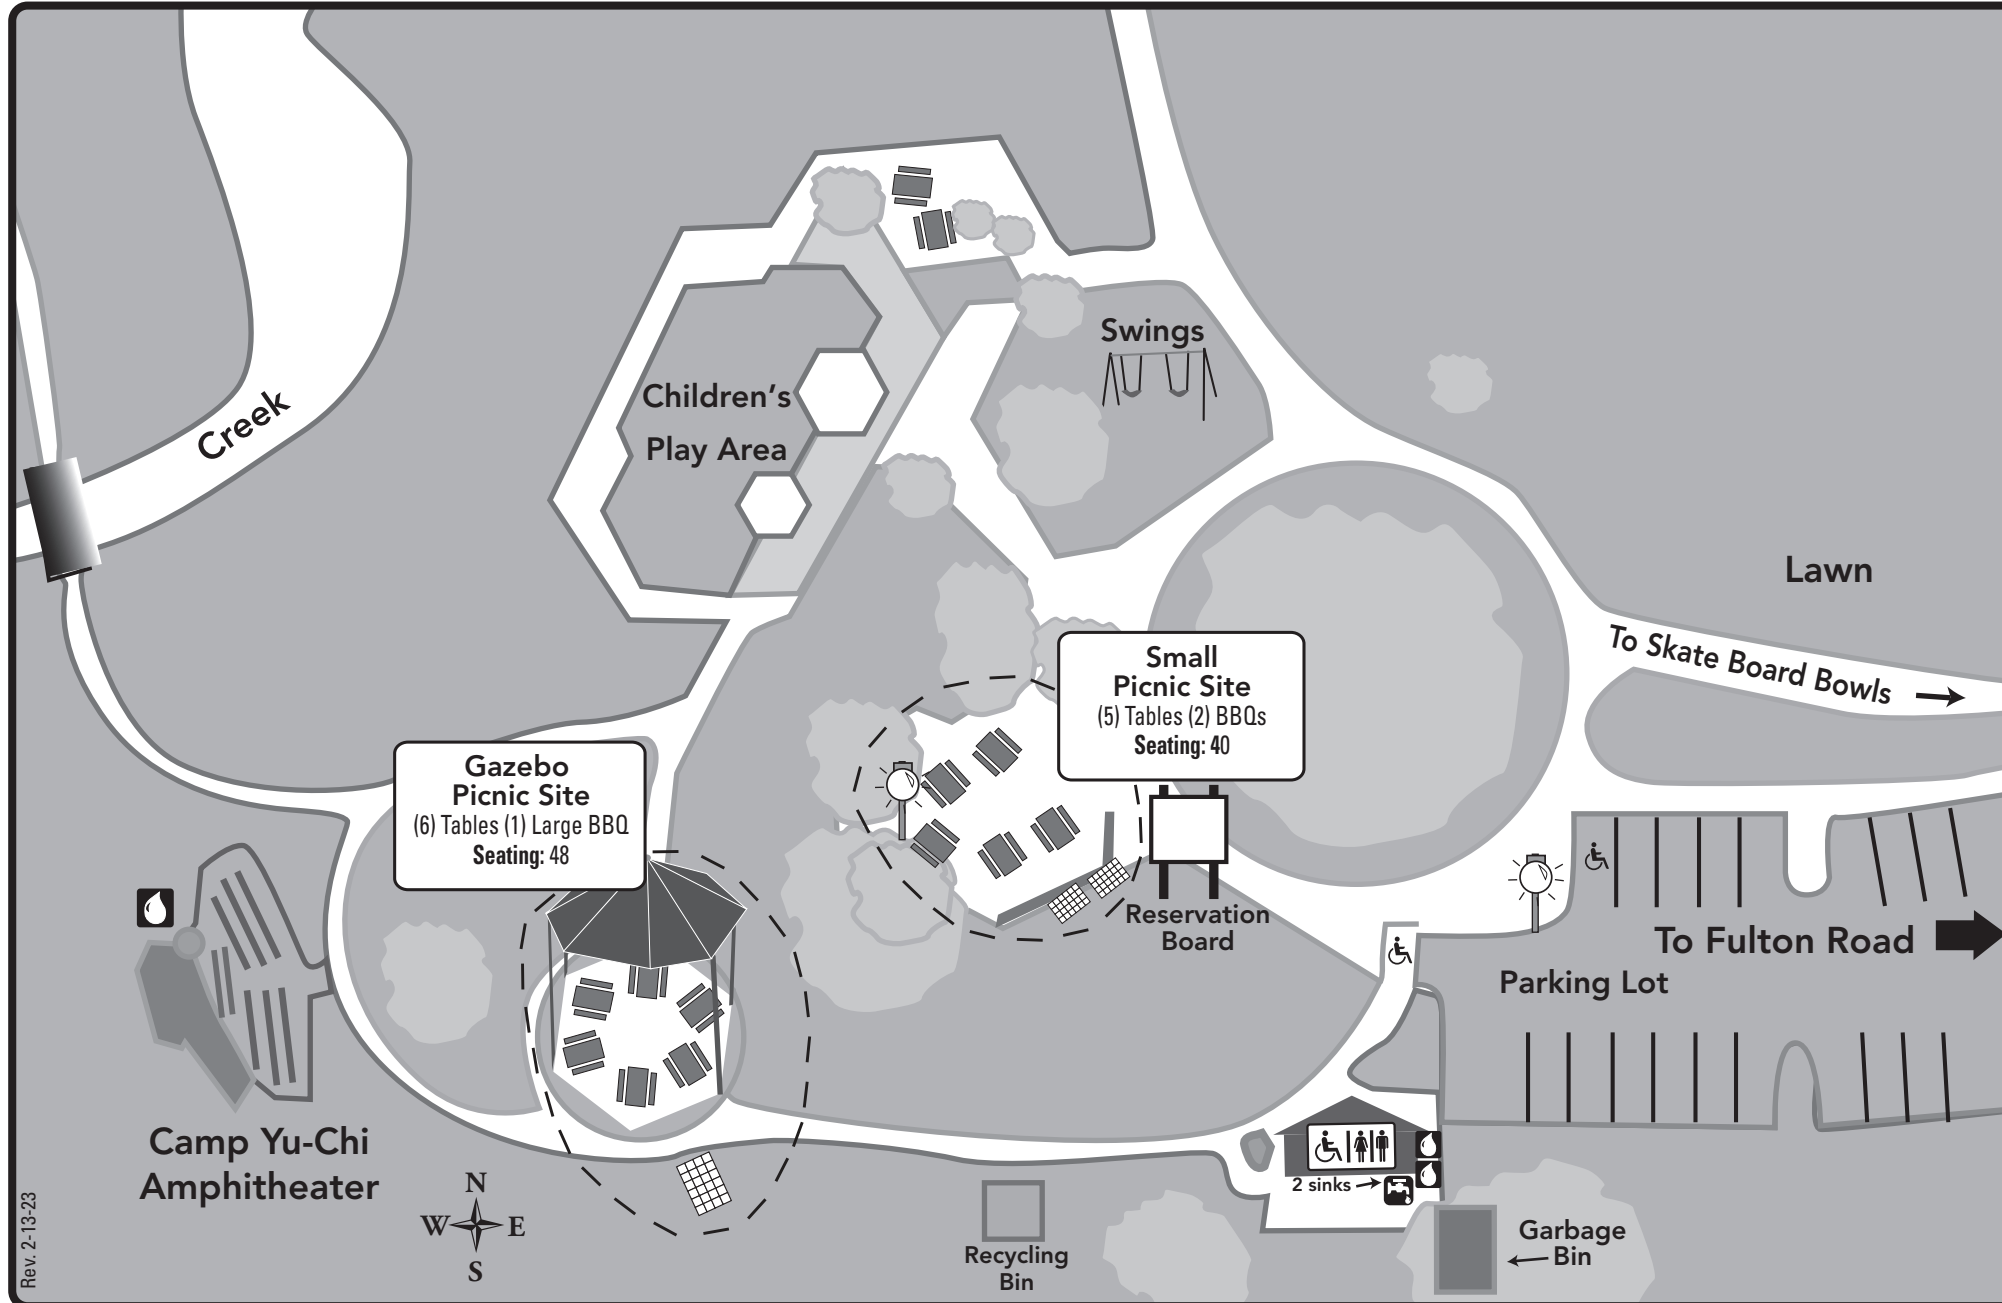 Creek
Children's
Play Area
Swings
Lawn
To Skate Board Bowls
Small
Picnic Site
(5) Tables (2) BBQs
Seating: 40
Gazebo
Picnic Site
(6) Tables (1) Large BBQ
Seating: 48
Reservation
Board
To Fulton Road
Parking Lot
Camp Yu-Chi
Amphitheater
N
W
E
S
2 sinks
Recycling
Bin
Garbage
Bin
Rev. 2-13-23